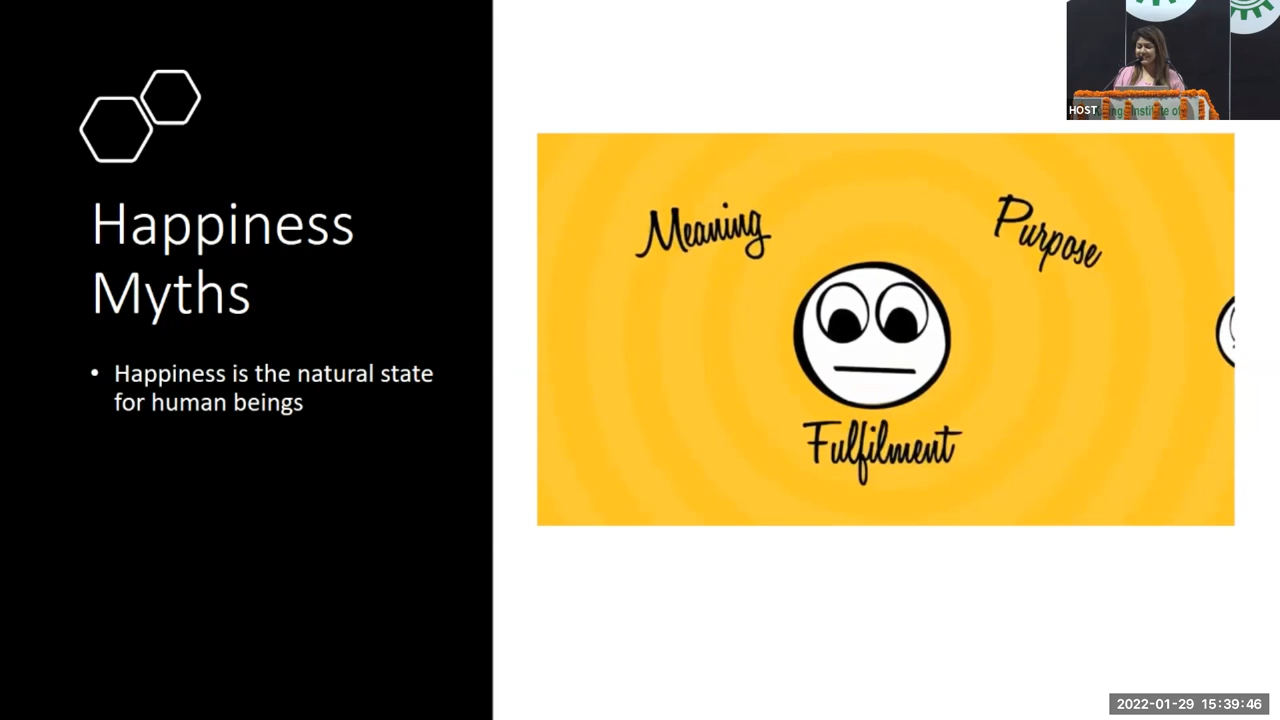 Happiness
Myths
• Happiness is the natural state
for human beings
Meaning
Purpose
Fulfilment
HOST
2022-01-29 15:39:46